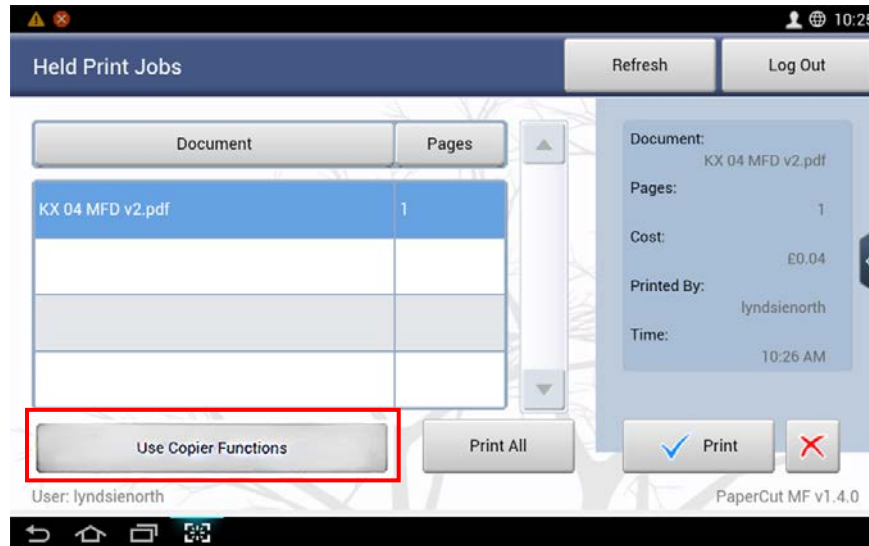 10:25
Held Print Jobs
Refresh
Log Out
Document Pages
KX 04 MFD v2.pdf 1
Document:
KX 04 MFD v2.pdf
Pages:
1
Cost:
£0.04
Printed By:
lyndsienorth
Time:
10:26 AM
Use Copier Functions
Print All
Print
User: lyndsienorth
PaperCut MF v1.4.0